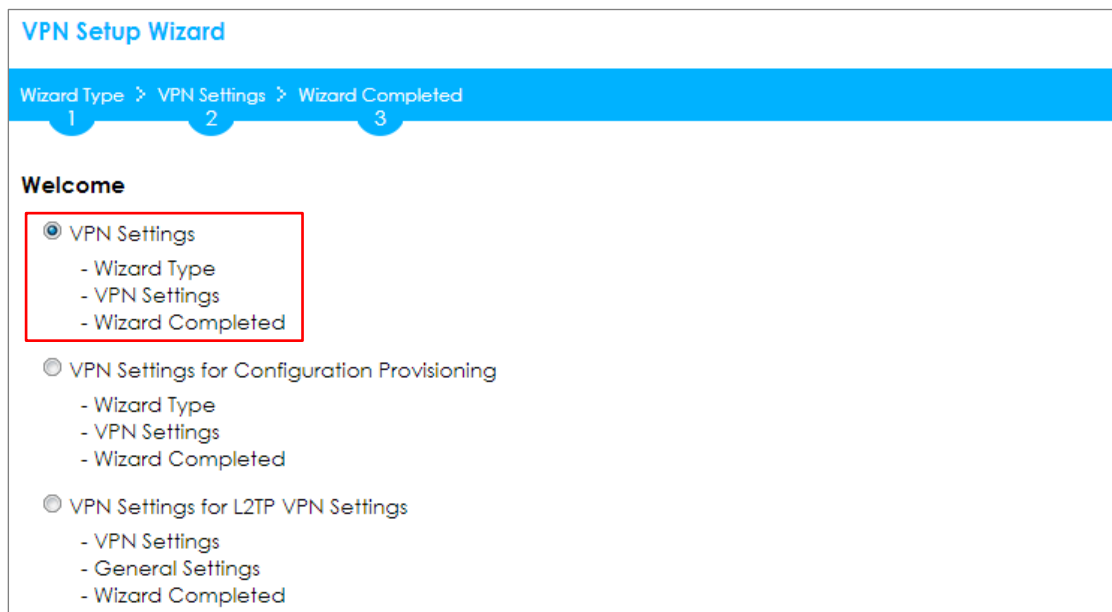 VPN Setup Wizard
Wizard Type > VPN Settings > Wizard Completed
1 2 3
Welcome
VPN Settings
- Wizard Type
- VPN Settings
- Wizard Completed
VPN Settings for Configuration Provisioning
- Wizard Type
- VPN Settings
- Wizard Completed
VPN Settings for L2TP VPN Settings
- VPN Settings
- General Settings
- Wizard Completed